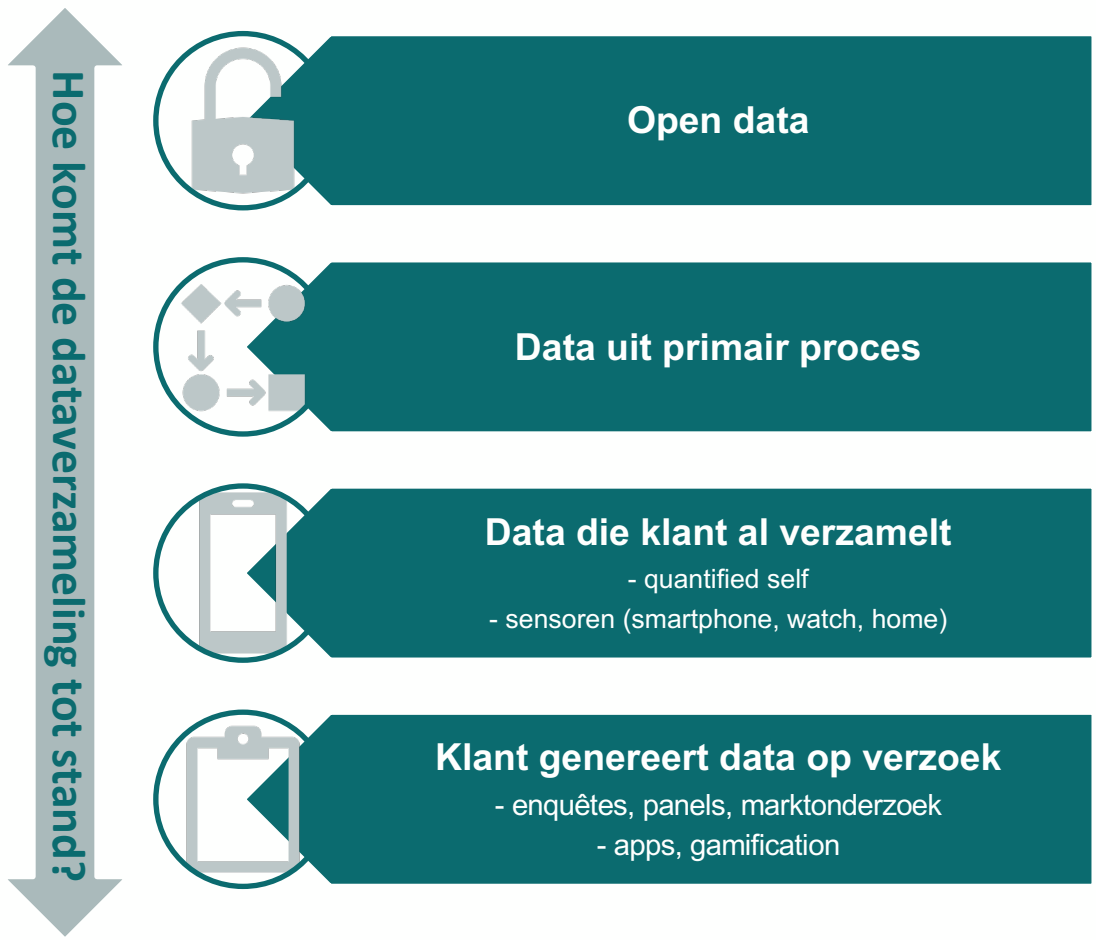 Hoe komt de dataverzameling tot stand?
Open data
Data uit primair proces
Data die klant al verzamelt
- quantified self
- sensoren (smartphone, watch, home)
Klant genereert data op verzoek
- enquêtes, panels, marktonderzoek
- apps, gamification